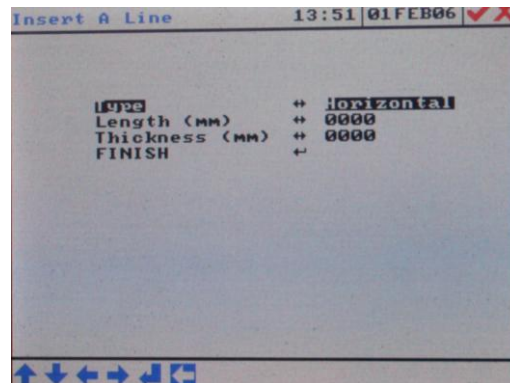 Insert A Line 13:51 01FEB06
Type ↔ Horizontal
Length (MM) ↔ 0000
Thickness (MM) ↔ 0000
FINISH ↵